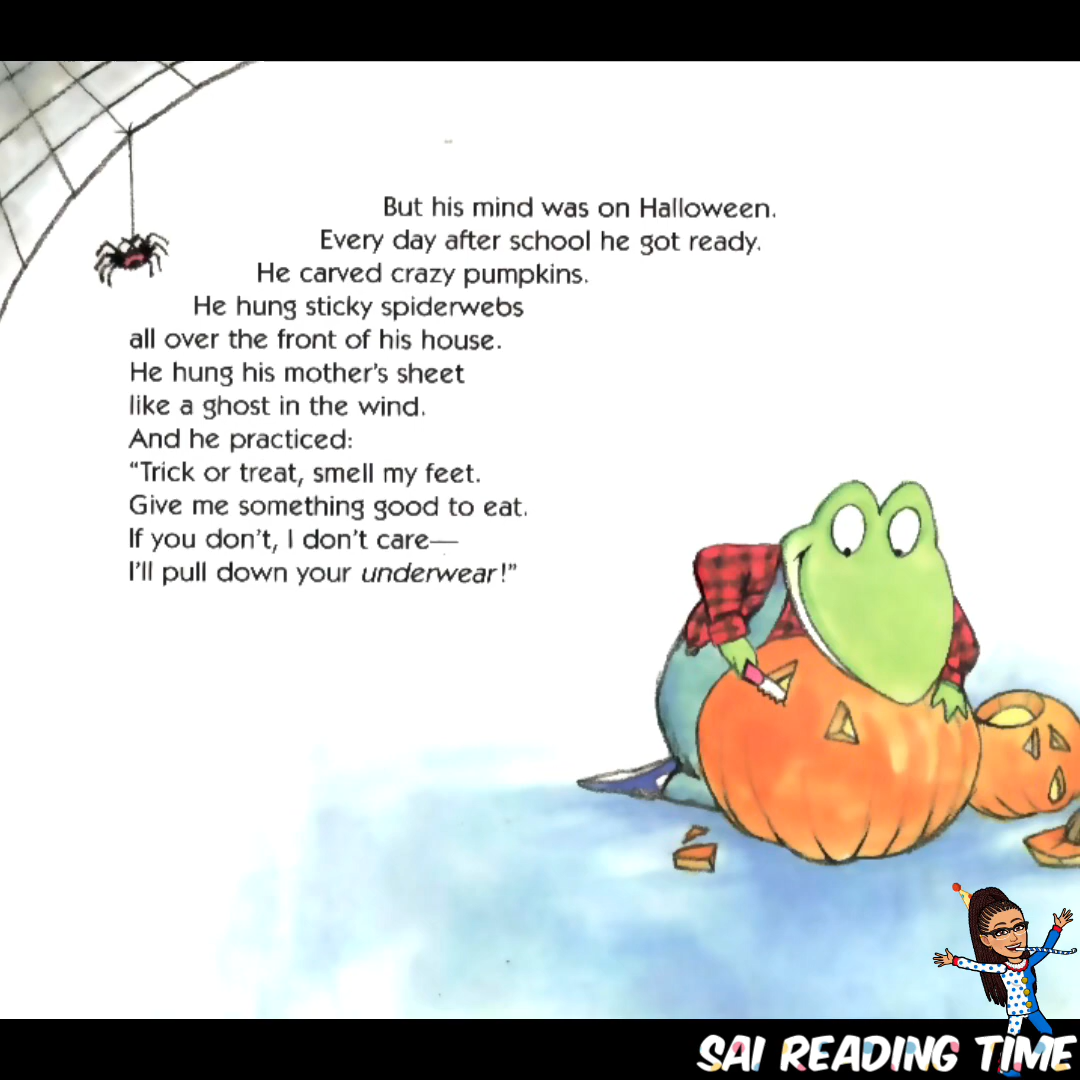 But his mind was on Halloween.
Every day after school he got ready.
He carved crazy pumpkins.
He hung sticky spiderwebs
all over the front of his house.
He hung his mother's sheet
like a ghost in the wind.
And he practiced:
“Trick or treat, smell my feet.
Give me something good to eat.
If you don't, I don't care—
I'll pull down your underwear!”
SAI READING TIME